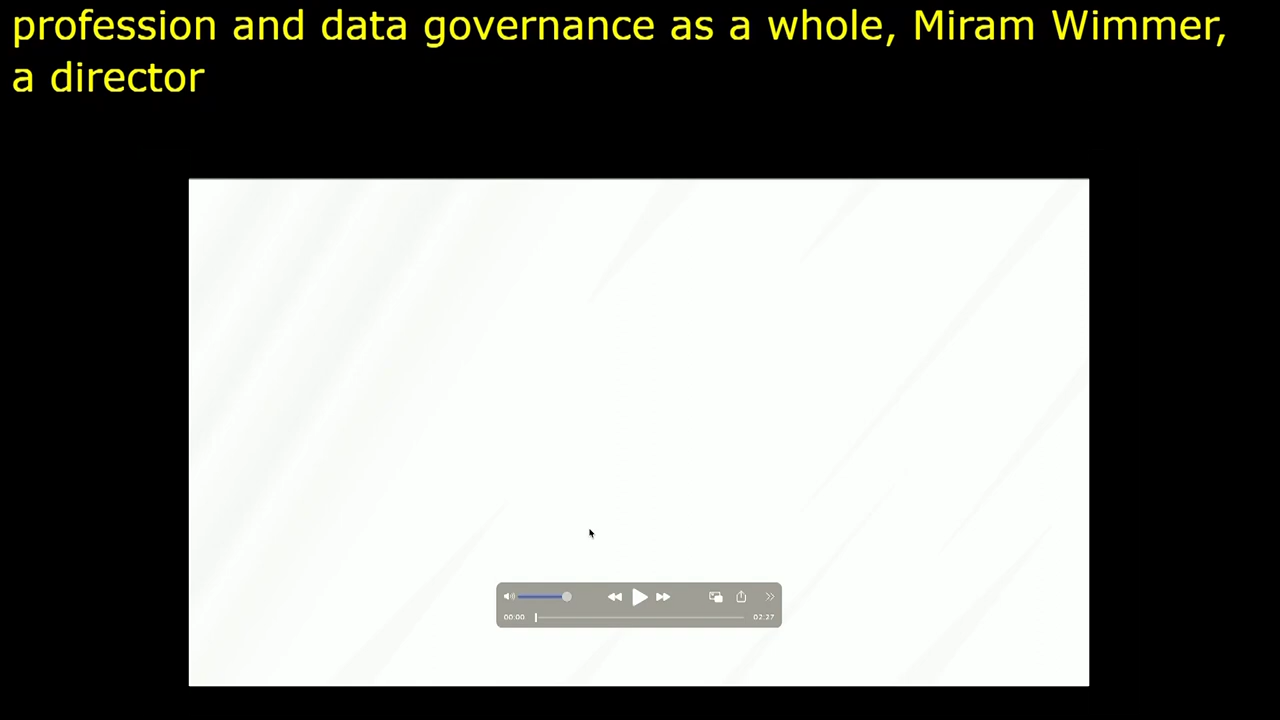 profession and data governance as a whole, Miram Wimmer,
a director
00:00
02:27